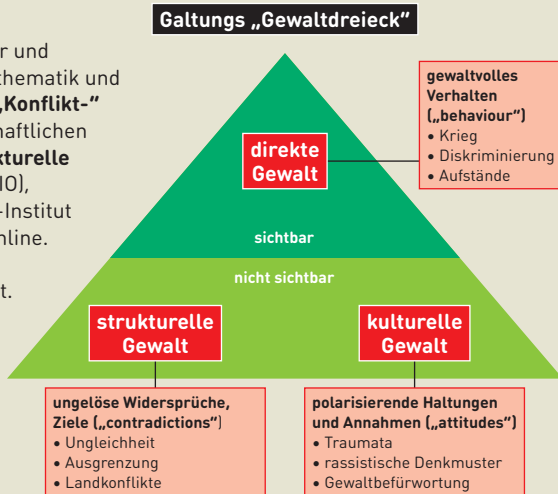 Galtungs „Gewaltdreieck“
r und
thematik und
„Konflikt-“
haftlichen
kturelle
IO),
-Institut
nline.
t.
direkte
Gewalt
gewaltvolles
Verhalten
(„behaviour“)
• Krieg
• Diskriminierung
• Aufstände
sichtbar
nicht sichtbar
strukturelle
Gewalt
kulturelle
Gewalt
ungelöse Widersprüche,
Ziele („contradictions“)
• Ungleichheit
• Ausgrenzung
• Landkonflikte
polarisierende Haltungen
und Annahmen („attitudes“)
• Traumata
• rassistische Denkmuster
• Gewaltbefürwortung